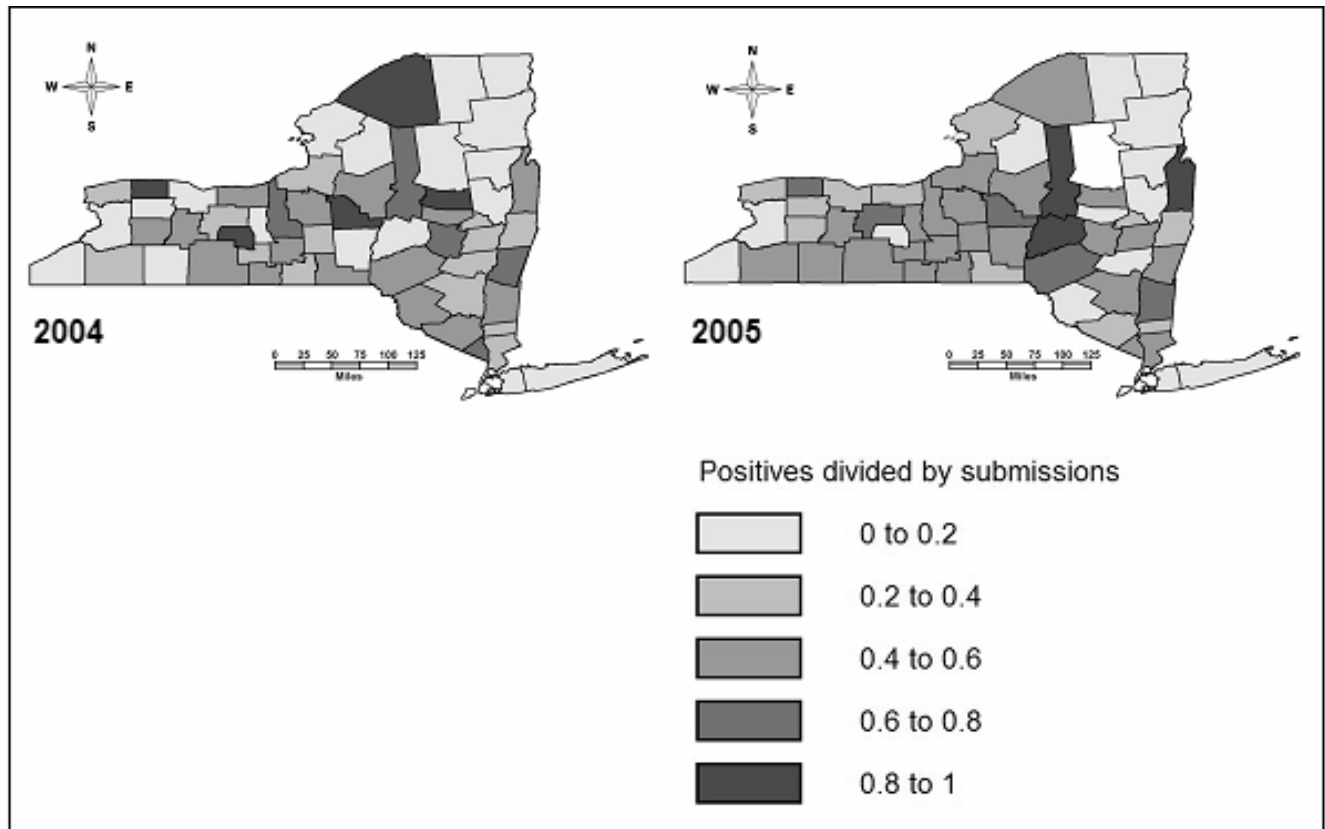 N
W E
S
2004
0 25 50 75 100 125
Miles
N
W E
S
2005
0 25 50 75 100 125
Miles
Positives divided by submissions
0 to 0.2
0.2 to 0.4
0.4 to 0.6
0.6 to 0.8
0.8 to 1